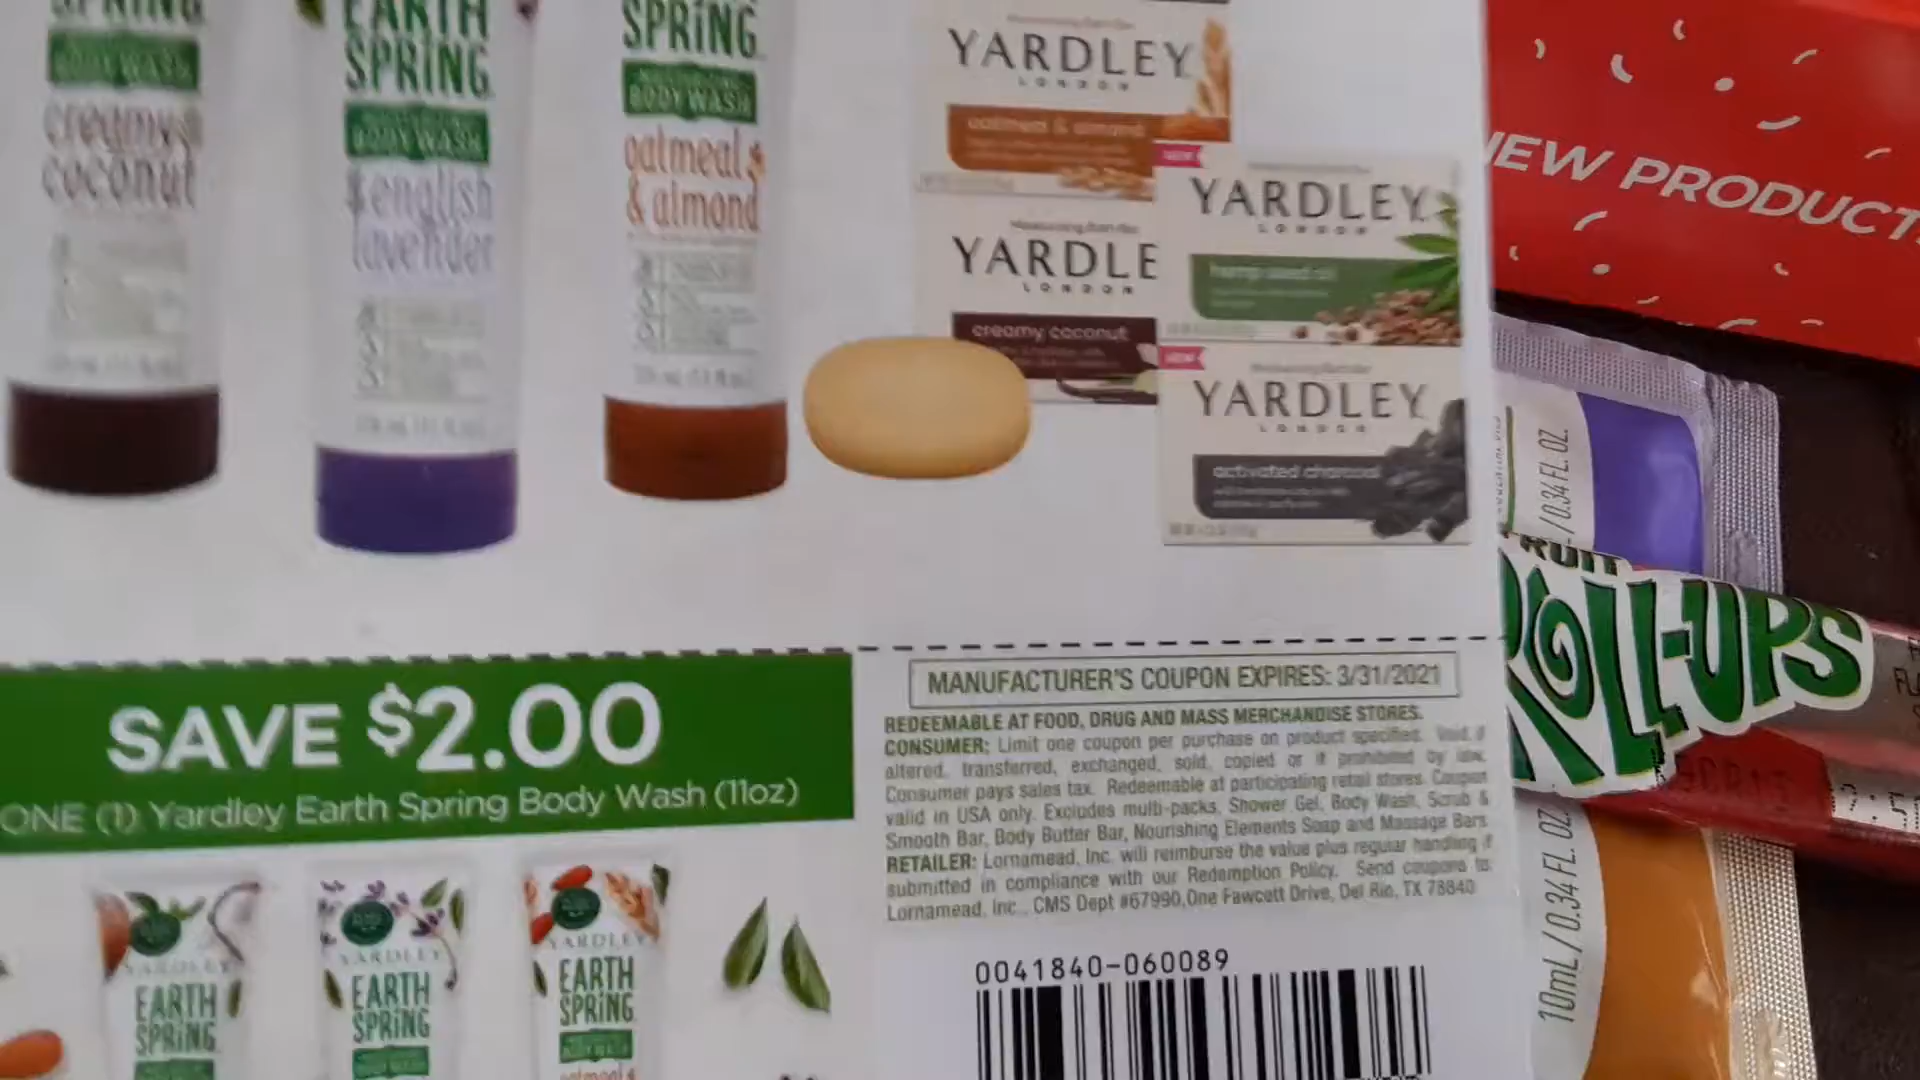 SPRING
BODY WASH
creamy
coconut
EARTH
SPRING
BODY WASH
english
lavender
SPRING
BODY WASH
oatmeal
& almond
YARDLEY
LONDON
oatmeal & almond
YARDLE
LONDON
creamy coconut
NEW
YARDLEY
LONDON
hemp seed oil
NEW
YARDLEY
LONDON
activated charcoal
NEW PRODUCT
/ 0.34 FL. OZ.
FRUIT
ROLL-UPS
10mL / 0.34 FL. OZ.
SAVE $2.00
ONE (1) Yardley Earth Spring Body Wash (11oz)
MANUFACTURER'S COUPON EXPIRES: 3/31/2021
REDEEMABLE AT FOOD, DRUG AND MASS MERCHANDISE STORES.
CONSUMER: Limit one coupon per purchase on product specified. Void if
altered, transferred, exchanged, sold, copied or if prohibited by law.
Consumer pays sales tax. Redeemable at participating retail stores. Coupon
valid in USA only. Excludes multi-packs, Shower Gel, Body Wash, Scrub &
Smooth Bar, Body Butter Bar, Nourishing Elements Soap and Massage Bars
RETAILER: Lornamead, Inc. will reimburse the value plus regular handling if
submitted in compliance with our Redemption Policy. Send coupons to:
Lornamead, Inc., CMS Dept #67990, One Fawcett Drive, Del Rio, TX 78840
0041840-060089
YARDLEY
EARTH
SPRING
YARDLEY
EARTH
SPRING
YARDLEY
EARTH
SPRING
BODY WASH
oatmeal